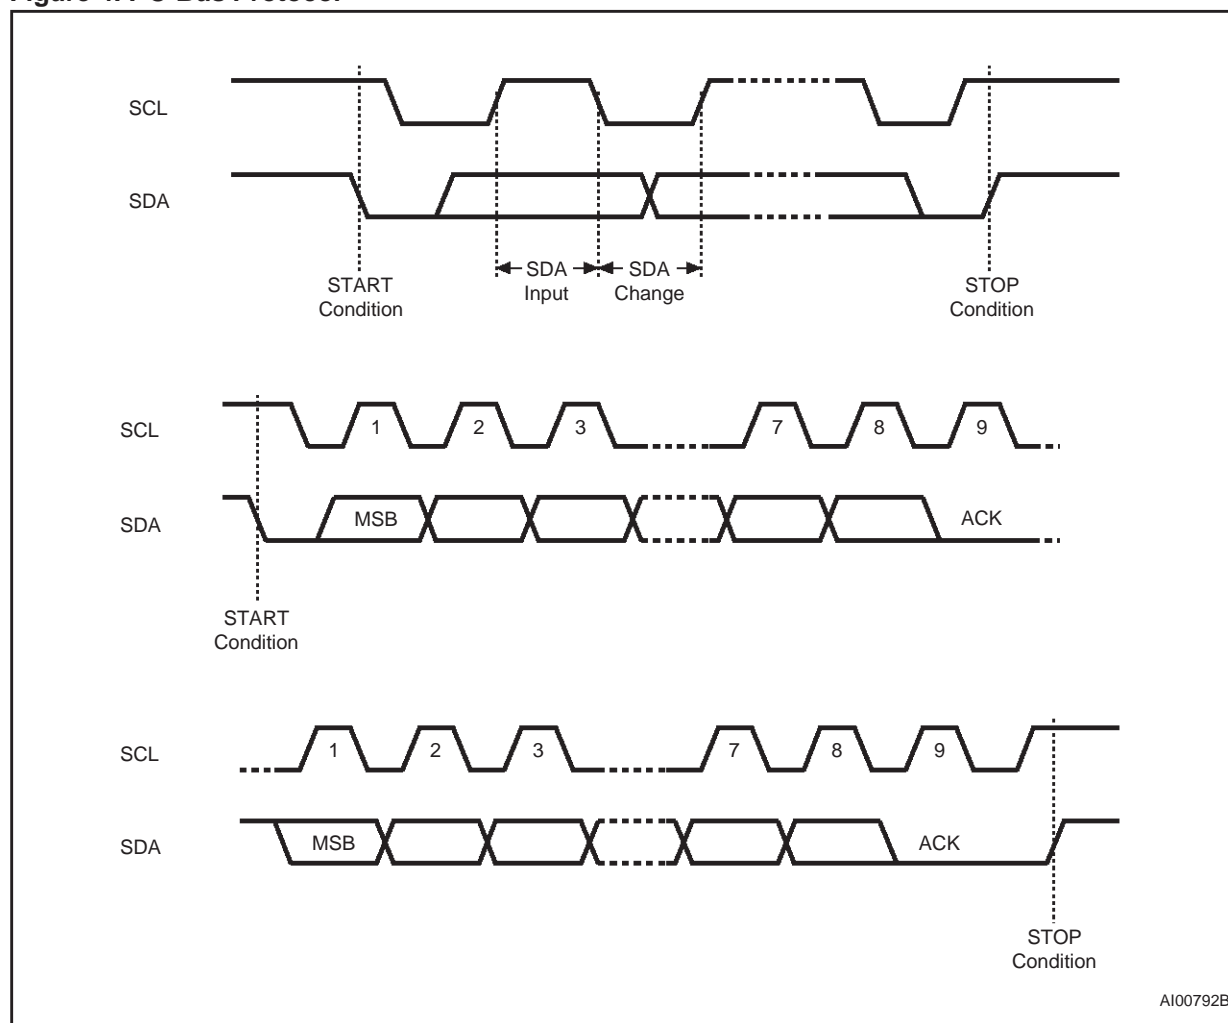 SCL
SDA
SDA
Input
SDA
Change
START
Condition
STOP
Condition
SCL
1
2
3
7
8
9
SDA
MSB
ACK
START
Condition
SCL
1
2
3
7
8
9
SDA
MSB
ACK
STOP
Condition
AI00792B